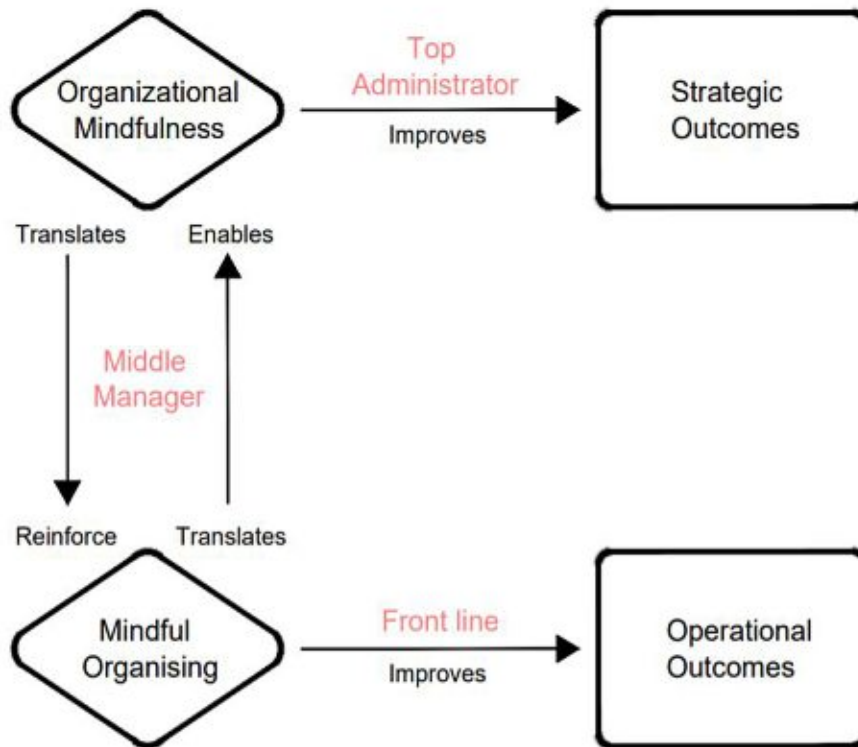 Organizational
Mindfulness
Top
Administrator
Improves
Strategic
Outcomes
Translates
Enables
Middle
Manager
Reinforce
Translates
Mindful
Organising
Front line
Improves
Operational
Outcomes